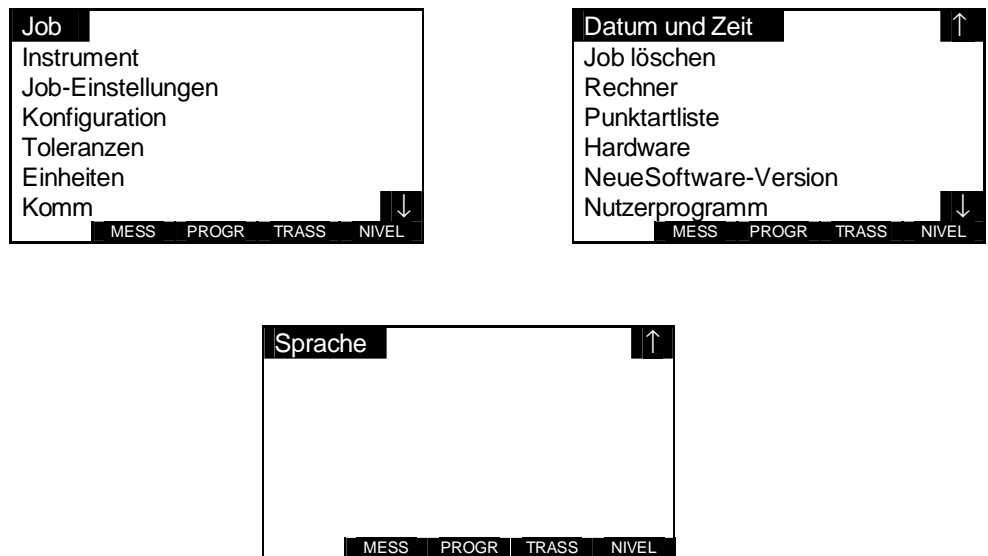 Job
Instrument
Job-Einstellungen
Konfiguration
Toleranzen
Einheiten
Komm ↓
MESS PROGR TRASS NIVEL
Datum und Zeit ↑
Job löschen
Rechner
Punktartliste
Hardware
NeueSoftware-Version
Nutzerprogramm ↓
MESS PROGR TRASS NIVEL
Sprache ↑
MESS PROGR TRASS NIVEL